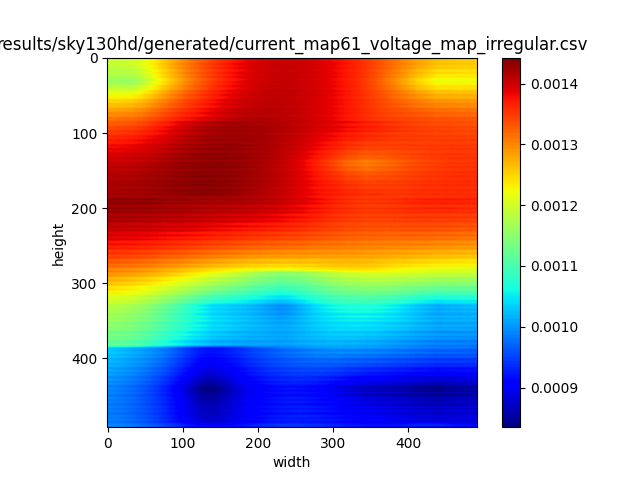 results/sky130hd/generated/current_map61_voltage_map_irregular.csv
0
100
200
300
400
height
0 100 200 300 400
width
0.0014
0.0013
0.0012
0.0011
0.0010
0.0009